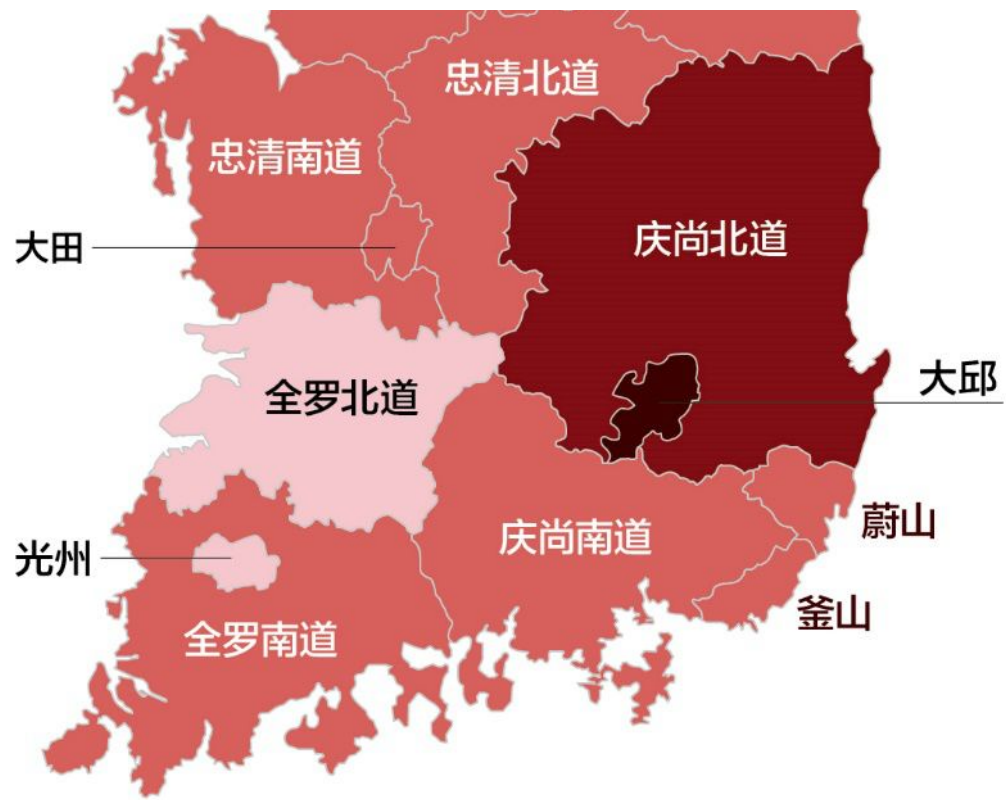 忠清北道
忠清南道
庆尚北道
大田
大邱
全罗北道
蔚山
庆尚南道
光州
釜山
全罗南道